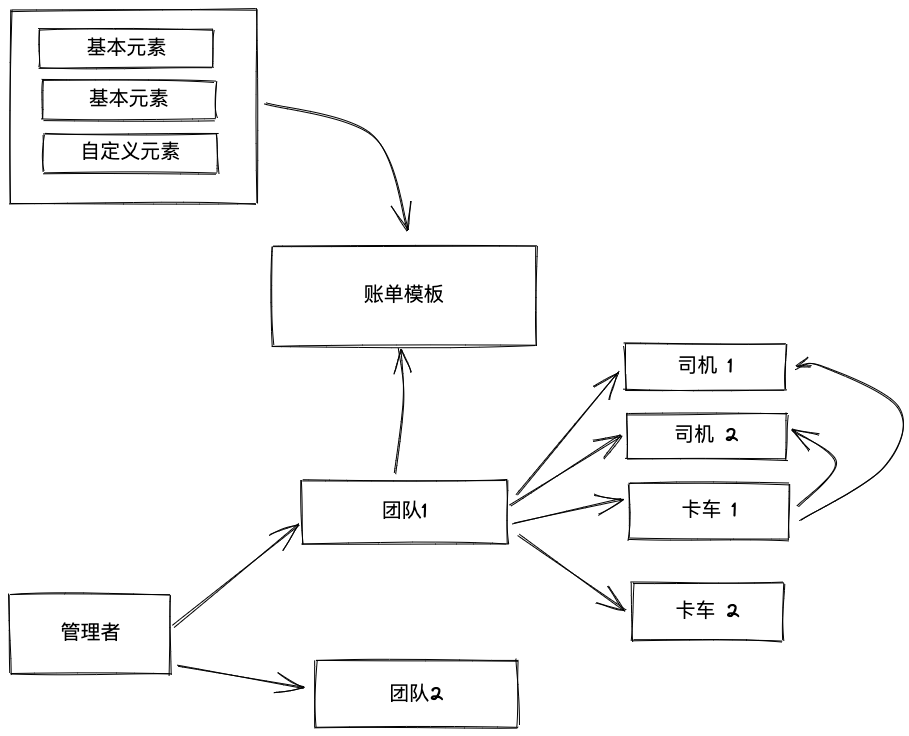 基本元素
基本元素
自定义元素
账单模板
司机 1
司机 2
团队1
卡车 1
卡车 2
管理者
团队2